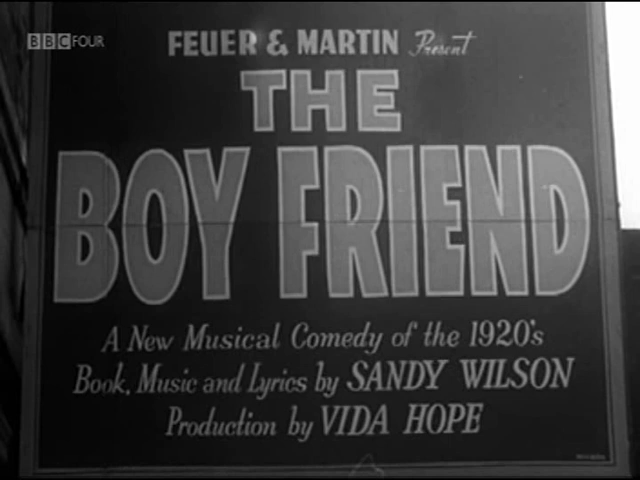 BBC FOUR
FEUER & MARTIN Present
THE
BOY FRIEND
A New Musical Comedy of the 1920's
Book, Music and Lyrics by SANDY WILSON
Production by VIDA HOPE